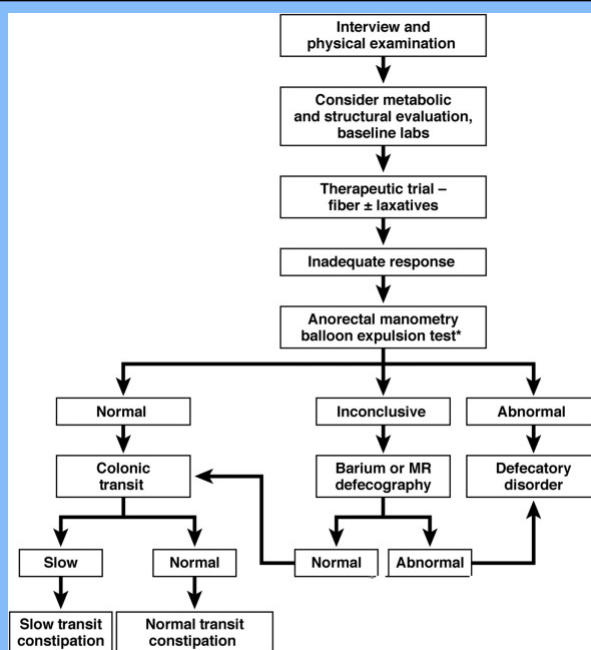 Interview and
physical examination
Consider metabolic
and structural evaluation,
baseline labs
Therapeutic trial –
fiber ± laxatives
Inadequate response
Anorectal manometry
balloon expulsion test*
Normal
Inconclusive
Abnormal
Colonic
transit
Barium or MR
defecography
Defecatory
disorder
Slow
Normal
Normal
Abnormal
Slow transit
constipation
Normal transit
constipation